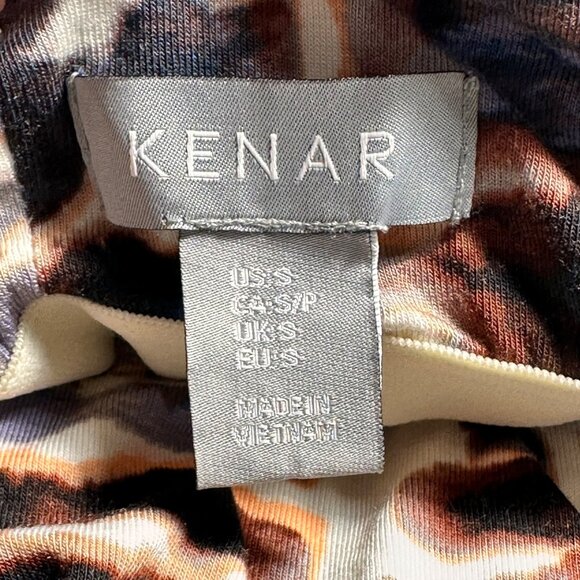 KENAR
US:S
CA:S/P
UK:S
EU:S
MADE IN
VIETNAM